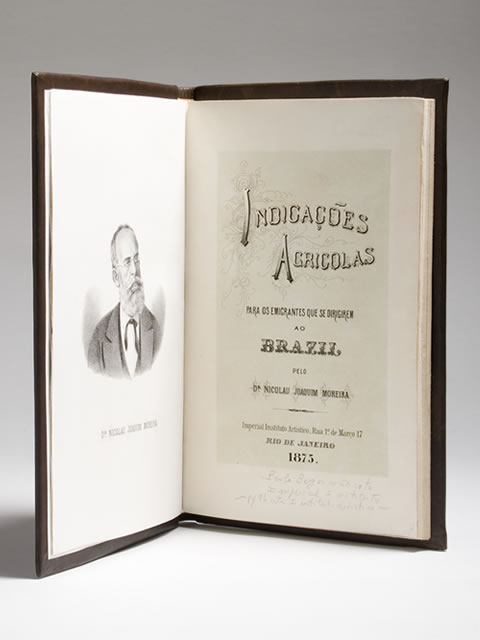 Dᴿ. NICOLAU JOAQUIM MOREIRA
INDICAÇÕES
AGRICOLAS
PARA OS EMIGRANTES QUE SE DIRIGIREM
AO
BRAZIL
PELO
Dᴿ. NICOLAU JOAQUIM MOREIRA
Imperial Instituto Artistico, Rua 1º de Março 17
RIO DE JANEIRO
1875.